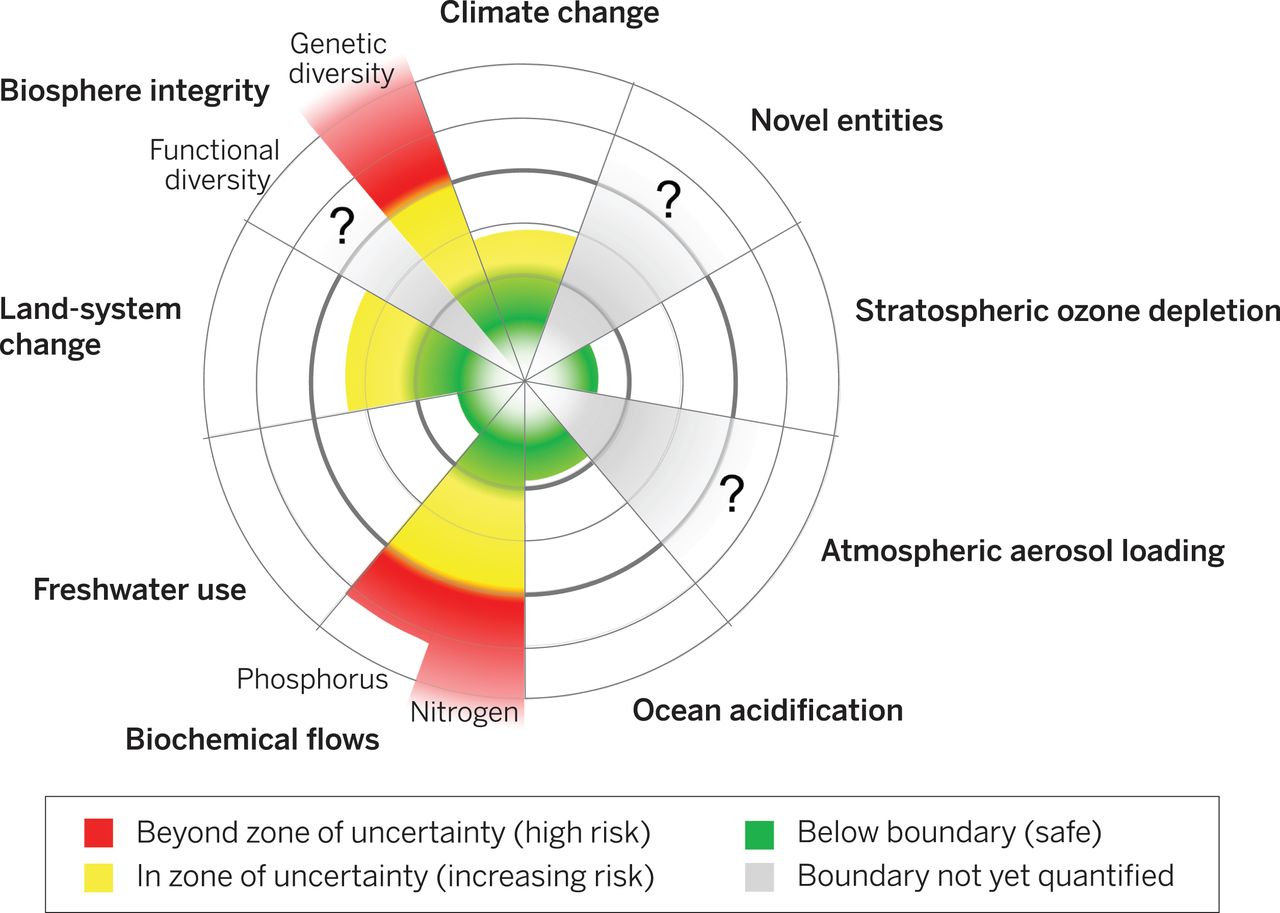 Climate change
Genetic
diversity
Biosphere integrity
Novel entities
Functional
diversity
?
?
Land-system
change
Stratospheric ozone depletion
?
Atmospheric aerosol loading
Freshwater use
Phosphorus
Nitrogen
Ocean acidification
Biochemical flows
Beyond zone of uncertainty (high risk)
In zone of uncertainty (increasing risk)
Below boundary (safe)
Boundary not yet quantified